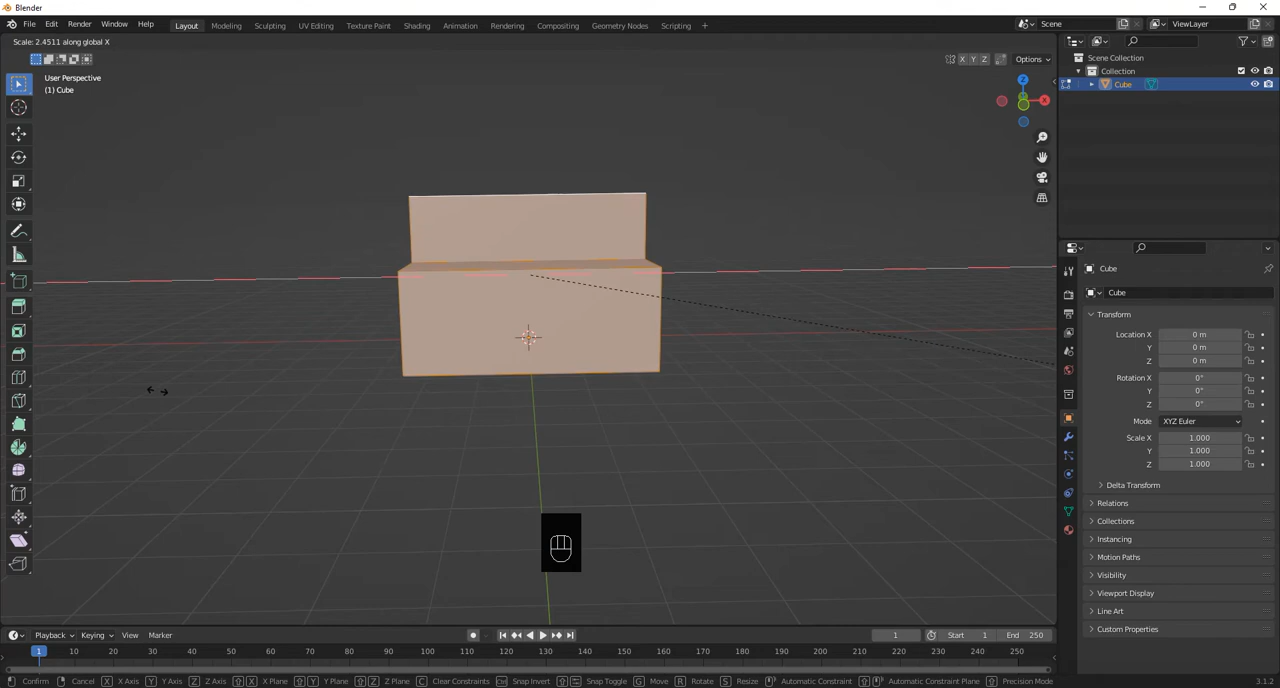 Blender
File Edit Render Window Help Layout Modeling Sculpting UV Editing Texture Paint Shading Animation Rendering Compositing Geometry Nodes Scripting + Scene ViewLayer
Scale: 2.4511 along global X
X Y Z Options
User Perspective
(1) Cube
Z
X
Scene Collection
Collection
Cube
Cube
Cube
Transform
Location X 0 m
Y 0 m
Z 0 m
Rotation X 0°
Y 0°
Z 0°
Mode XYZ Euler
Scale X 1.000
Y 1.000
Z 1.000
Delta Transform
Relations
Collections
Instancing
Motion Paths
Visibility
Viewport Display
Line Art
Custom Properties
Playback Keying View Marker 1 Start 1 End 250
1 10 20 30 40 50 60 70 80 90 100 110 120 130 140 150 160 170 180 190 200 210 220 230 240 250
Confirm Cancel X X Axis Y Y Axis Z Z Axis X X Plane Y Y Plane Z Z Plane C Clear Constraints Snap Invert Snap Toggle G Move R Rotate S Resize Automatic Constraint Automatic Constraint Plane Precision Mode 3.1.2